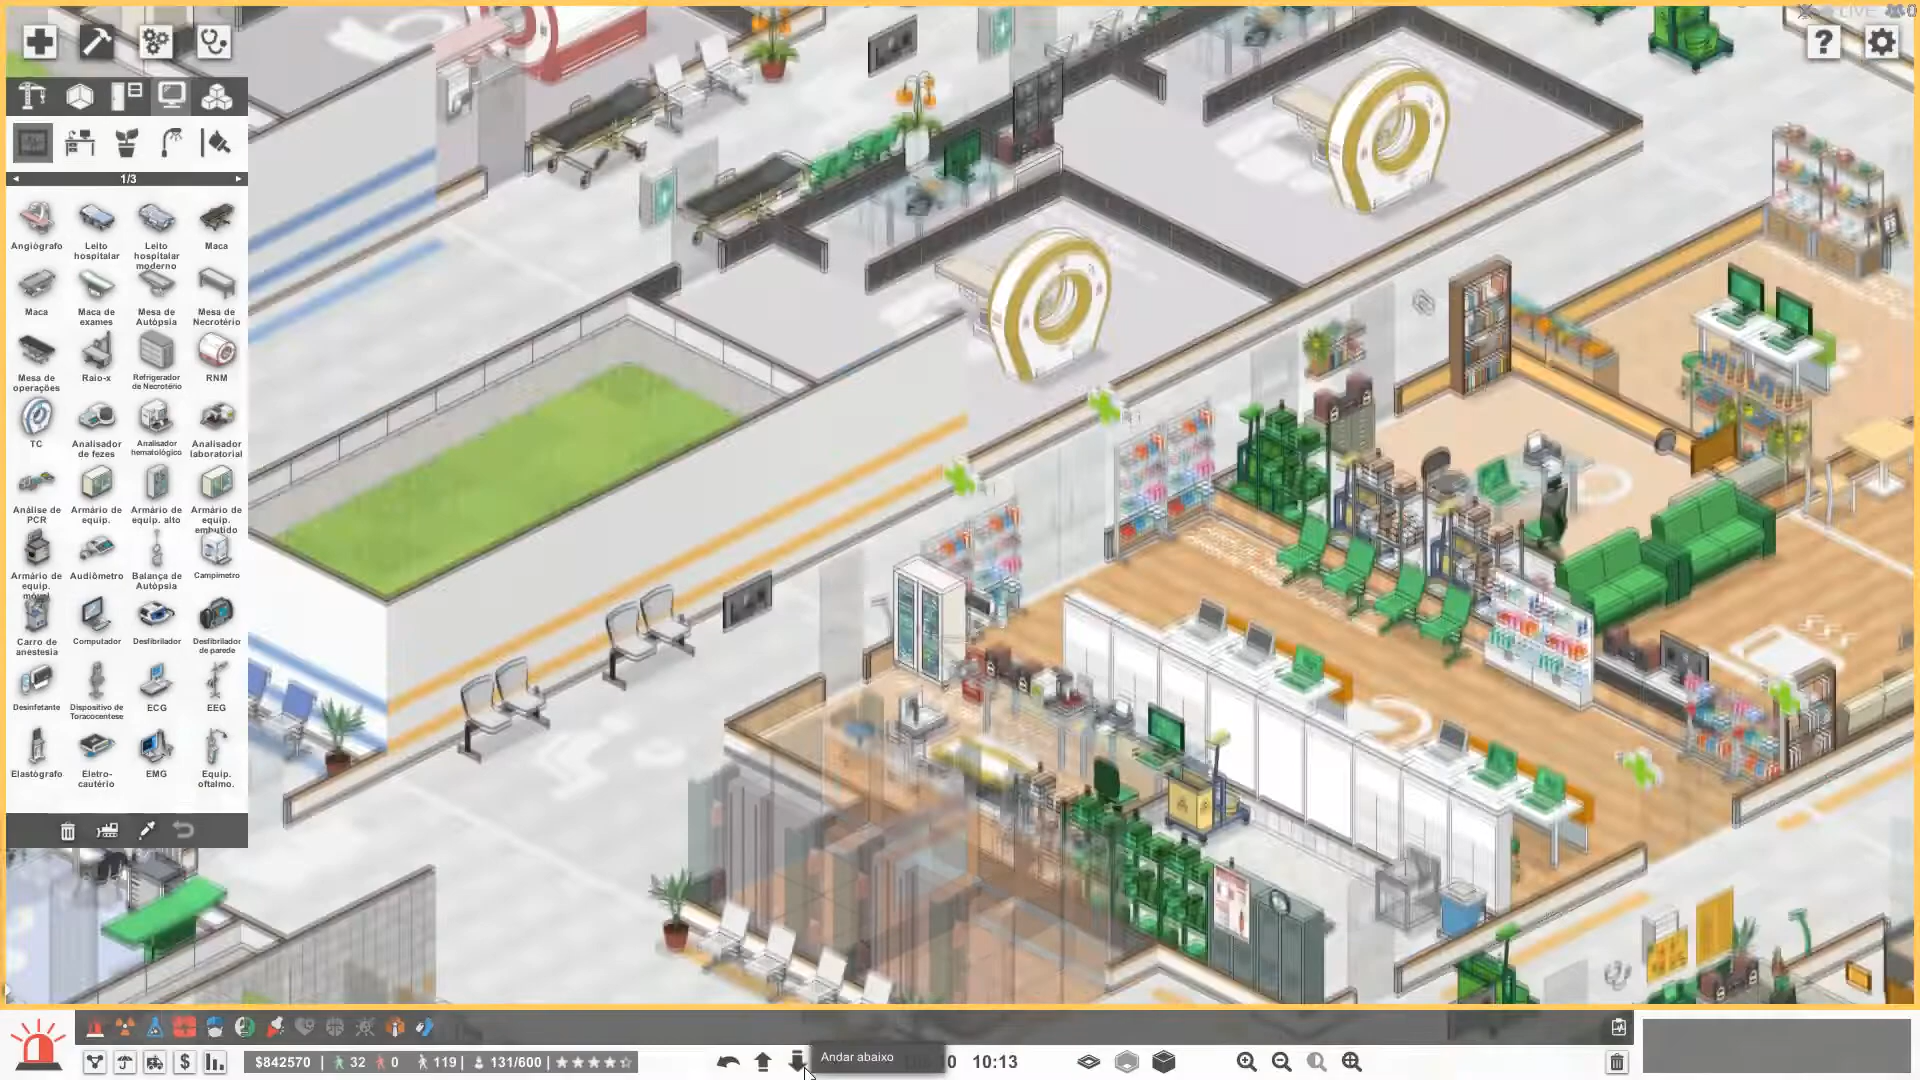 LIVE 0
?
1/3
Angiógrafo
Leito hospitalar
Leito hospitalar moderno
Maca
Maca
Maca de exames
Mesa de Autópsia
Mesa de Necrotério
Mesa de operações
Raio-x
Refrigerador de Necrotério
RNM
TC
Analisador de fezes
Analisador hematológico
Analisador laboratorial
Análise de PCR
Armário de equip.
Armário de equip. alto
Armário de equip. embutido
Armário de equip. móvel
Audiômetro
Balança de Autópsia
Campímetro
Carro de anestesia
Computador
Desfibrilador
Desfibrilador de parede
Desinfetante
Dispositivo de Toracocentese
ECG
EEG
Elastógrafo
Eletro-cautério
EMG
Equip. oftalmo.
$842570 | 32 0 | 119 | 131/600 |
Andar abaixo
0 10:13